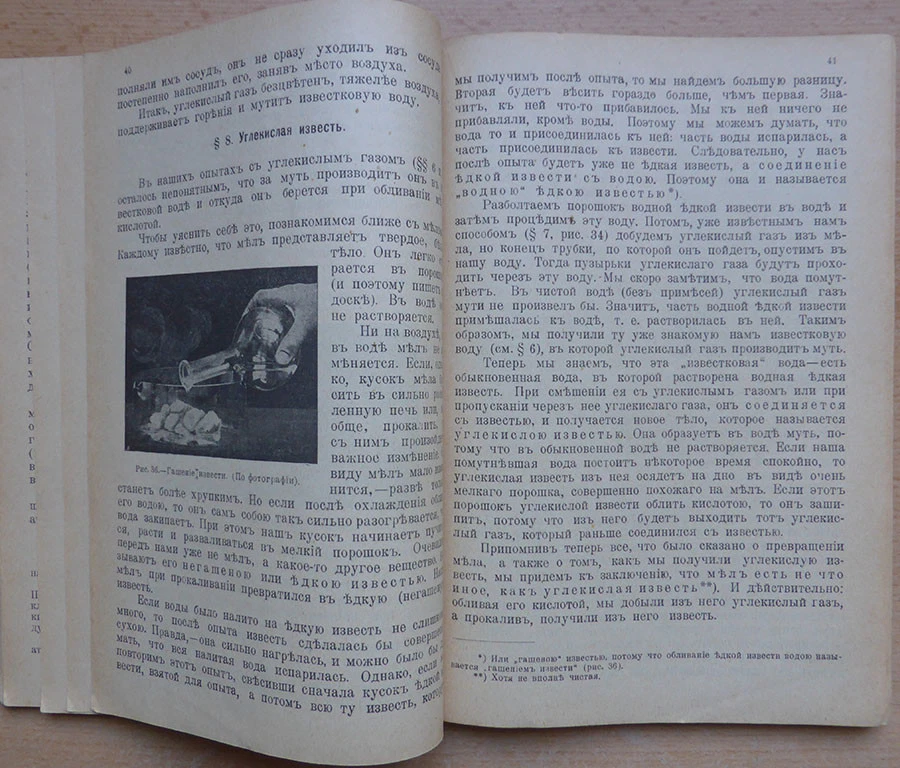 40
полняли имъ сосудъ, онъ не сразу уходилъ изъ сосуда
постепенно наполнилъ его, занявъ мѣсто воздуха.
Итакъ, углекислый газъ безцвѣтенъ, тяжелѣе воздуха,
поддерживаетъ горѣнія и мутитъ известковую воду.
§ 8. Углекислая известь.
Въ нашихъ опытахъ съ углекислымъ газомъ (§§ 6
осталось непонятнымъ, что за муть производитъ онъ въ
вестковой водѣ и откуда онъ берется при обливаніи
кислотой.
Чтобы уяснить себѣ это, познакомимся ближе съ мѣломъ
Каждому извѣстно, что мѣлъ представляетъ твердое,
тѣло. Онъ легко
рается въ порошокъ
(и поэтому пишетъ
доскѣ). Въ водѣ
не растворяется.
Ни на воздухѣ,
въ водѣ мѣлъ не
мѣняется. Если,
ко, кусокъ мѣла
сить въ сильно
ленную печь или,
обще, прокалить,
съ нимъ произойдетъ
важное измѣненіе.
виду мѣлъ мало
нится,—развѣ
Рис. 36.—Гашеніе извести. (По фотографіи).
станетъ болѣе хрупкимъ. Но если послѣ охлажденія
его водою, то онъ самъ собою такъ сильно разогрѣвается,
вода закипаетъ. При этомъ нашъ кусокъ начинаетъ
ся, расти и разваливаться въ мелкій порошокъ.
передъ нами уже не мѣлъ, а какое-то другое вещество.
зываютъ его негашеною или ѣдкою известью.
мѣлъ при прокаливаніи превратился въ ѣдкую (негашеную)
известь.
Если воды было налито на ѣдкую известь не слишкомъ
много, то послѣ опыта известь сдѣлалась бы совершенно
сухою. Правда,—она сильно нагрѣлась, и можно было бы
мать, что вся налитая вода испарилась. Однако, если
повторимъ этотъ опытъ, свѣсивши сначала кусокъ ѣдкой
вести, взятой для опыта, а потомъ всю ту известь,
41
мы получимъ послѣ опыта, то мы найдемъ большую разницу.
Вторая будетъ вѣсить гораздо больше, чѣмъ первая. Зна-
читъ, къ ней что-то прибавилось. Мы къ ней ничего не
прибавляли, кромѣ воды. Поэтому мы можемъ думать, что
вода то и присоединилась къ ней: часть воды испарилась, а
часть присоединилась къ извести. Слѣдовательно, у насъ
послѣ опыта будетъ уже не ѣдкая известь, а соединеніе
ѣдкой извести съ водою. Поэтому она и называется
„водною“ ѣдкою известью*).
Разболтаемъ порошокъ водной ѣдкой извести въ водѣ и
затѣмъ процѣдимъ эту воду. Потомъ, уже извѣстнымъ намъ
способомъ (§ 7, рис. 34) добудемъ углекислый газъ изъ мѣ-
ла, но конецъ трубки, по которой онъ пойдетъ, опустимъ въ
нашу воду. Тогда пузырьки углекислаго газа будутъ прохо-
дить черезъ эту воду. Мы скоро замѣтимъ, что вода помут-
нѣетъ. Въ чистой водѣ (безъ примѣсей) углекислый газъ
мути не произвелъ бы. Значитъ, часть водной ѣдкой извести
примѣшалась къ водѣ, т. е. растворилась въ ней. Такимъ
образомъ, мы получили ту уже знакомую намъ известковую
воду (см. § 6), въ которой углекислый газъ производитъ муть.
Теперь мы знаемъ, что эта „известковая“ вода—есть
обыкновенная вода, въ которой растворена водная ѣдкая
известь. При смѣшеніи ея съ углекислымъ газомъ или при
пропусканіи черезъ нее углекислаго газа, онъ соединяется
съ известью, и получается новое тѣло, которое называется
углекислою известью. Она образуетъ въ водѣ муть, по-
тому что въ обыкновенной водѣ не растворяется. Если наша
помутнѣвшая вода постоитъ нѣкоторое время спокойно, то
углекислая известь изъ нея осядетъ на дно въ видѣ очень
мелкаго порошка, совершенно похожаго на мѣлъ. Если этотъ
порошокъ углекислой извести облить кислотою, то онъ заши-
питъ, потому что изъ него будетъ выходить тотъ углекис-
лый газъ, который раньше соединился съ известью.
Припомнивъ теперь все, что было сказано о превращеніи
мѣла, а также о томъ, какъ мы получили углекислую из-
весть, мы придемъ къ заключенію, что мѣлъ есть не что
иное, какъ углекислая известь**). И дѣйствительно:
обливая его кислотой, мы добыли изъ него углекислый газъ,
а прокаливъ, получили изъ него известь.
*) Или „гашеною“ известью, потому что обливаніе ѣдкой извести водою назы-
вается „гашеніемъ извести“ (рис. 36).
**) Хотя не вполнѣ чистая.